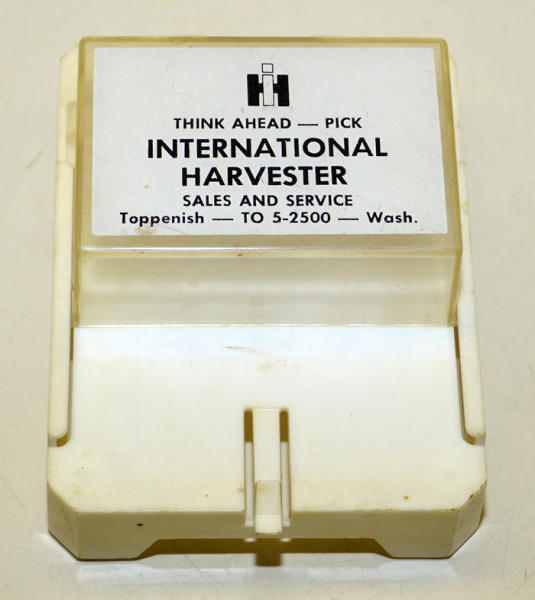 IH
THINK AHEAD — PICK
INTERNATIONAL
HARVESTER
SALES AND SERVICE
Toppenish — TO 5-2500 — Wash.